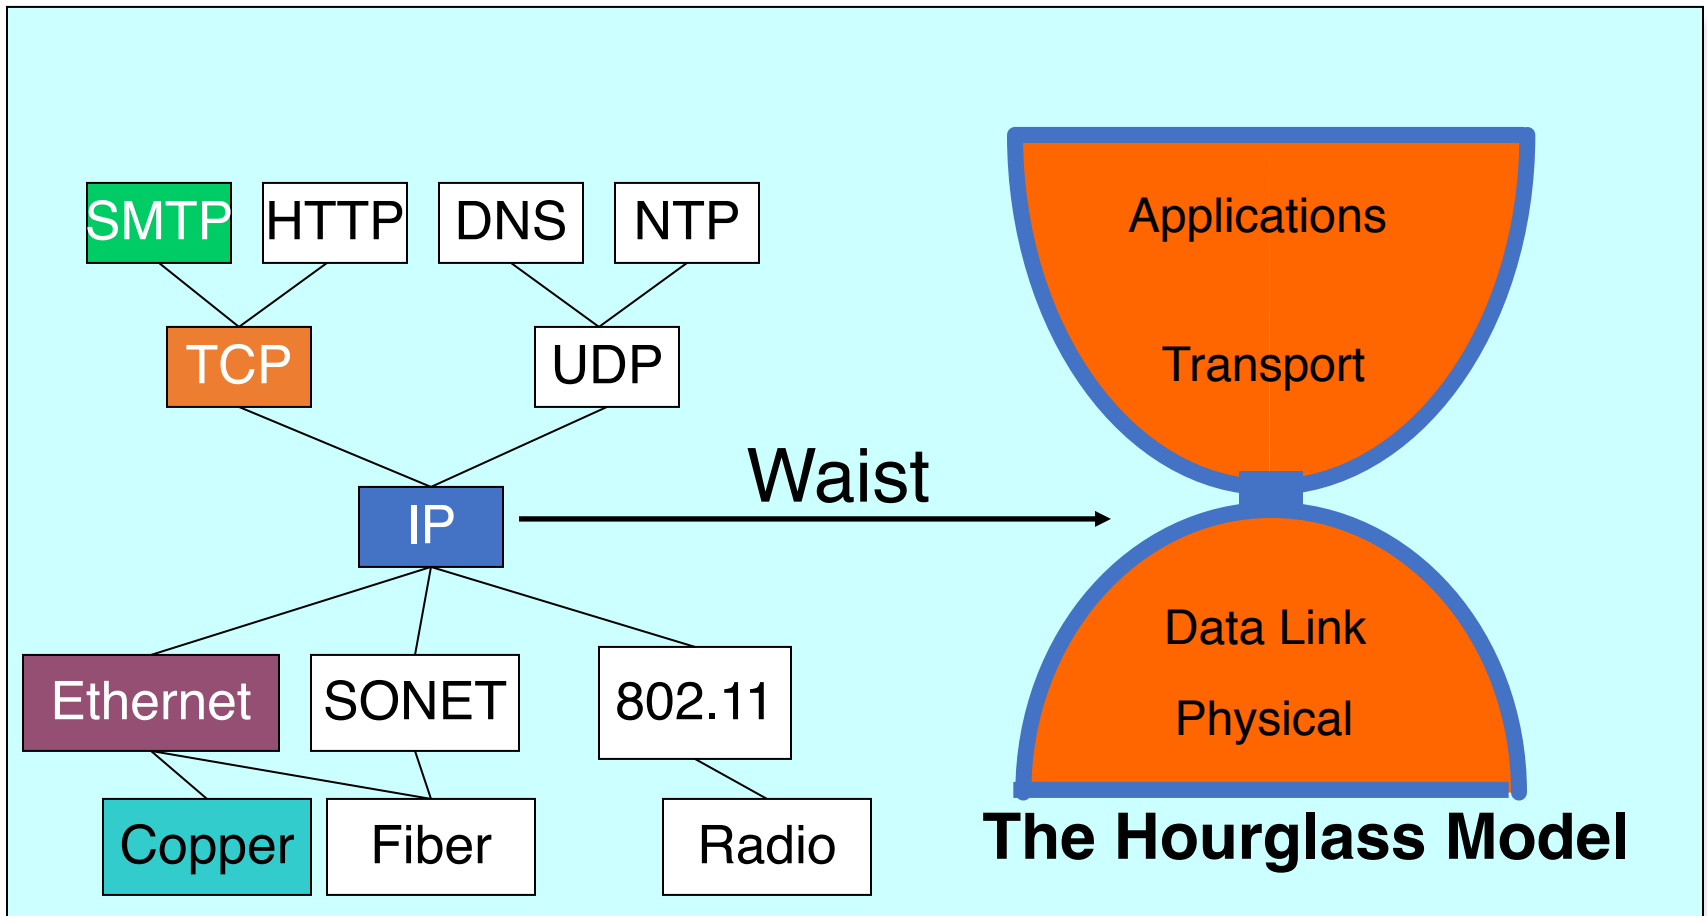 SMTP HTTP DNS NTP
TCP UDP
Waist
IP
Ethernet SONET 802.11
Copper Fiber Radio
Applications
Transport
Data Link
Physical
The Hourglass Model